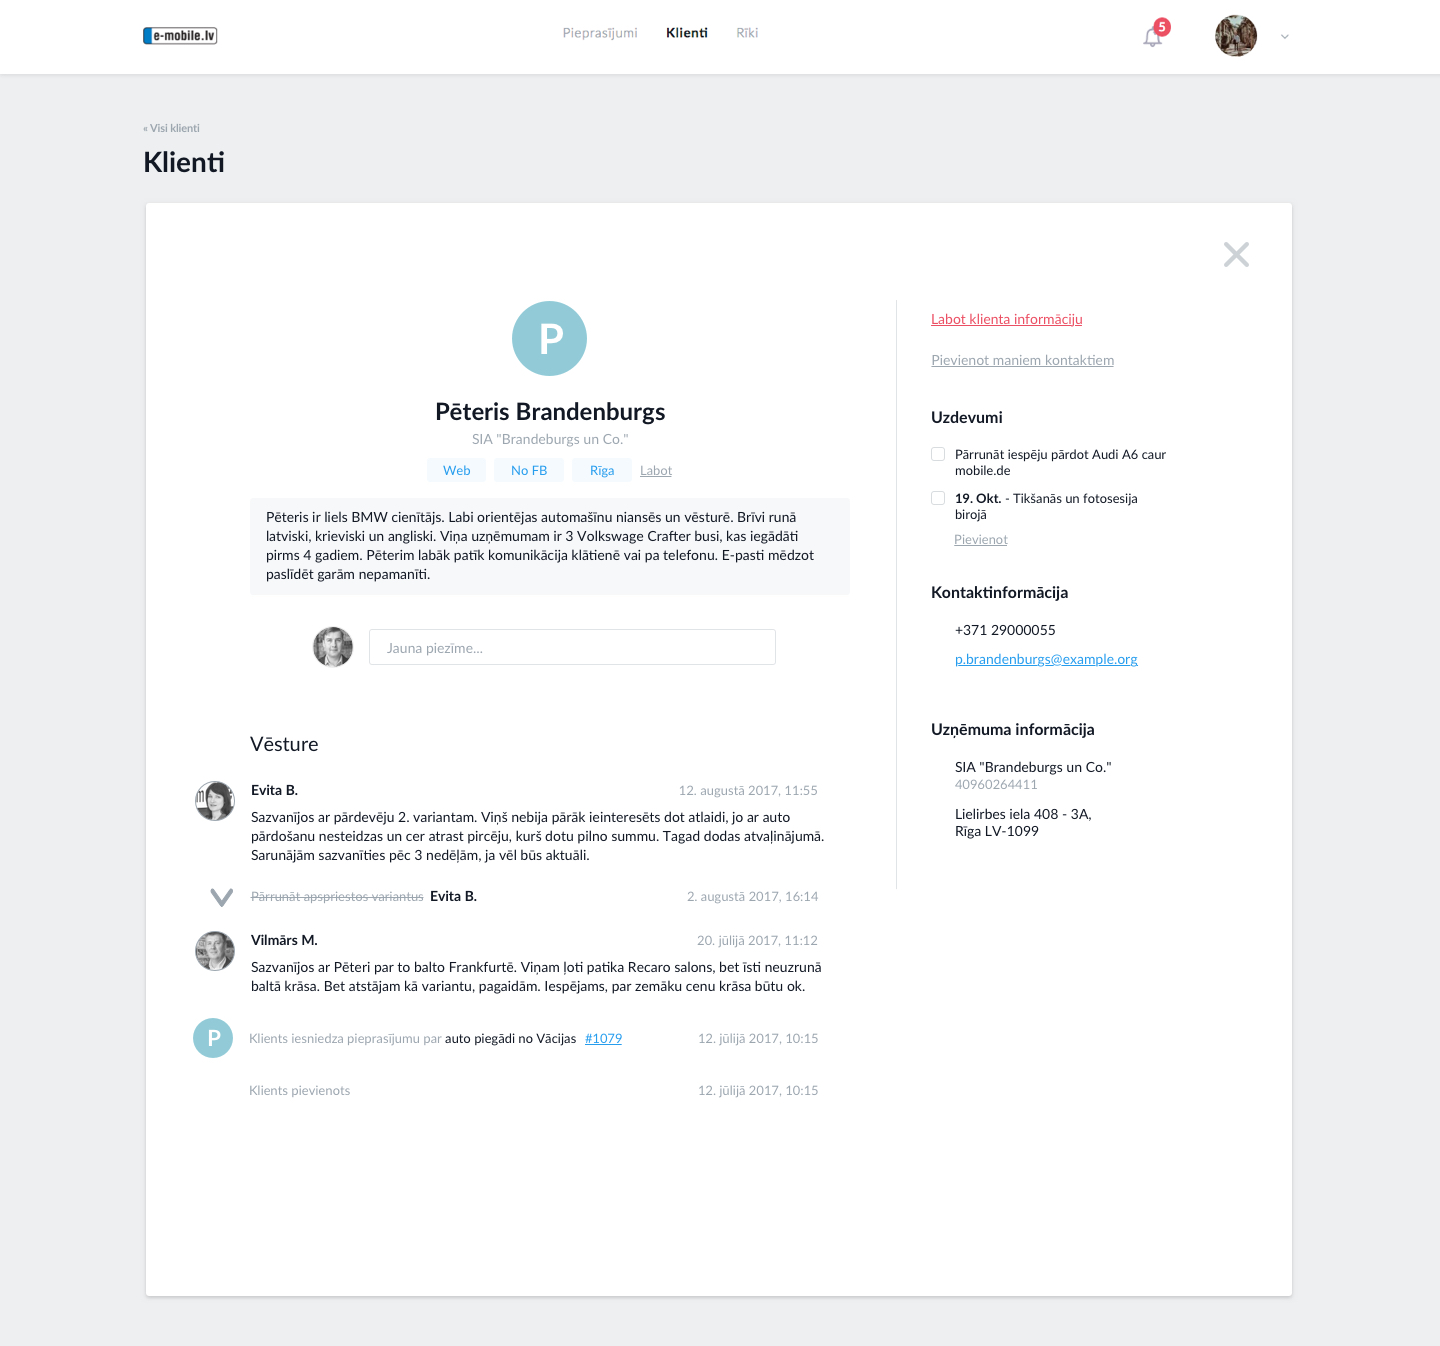 e-mobile.lv
Pieprasījumi
Klienti
Rīki
5
« Visi klienti
Klienti
P
Pēteris Brandenburgs
SIA "Brandeburgs un Co."
Web
No FB
Rīga
Labot
Pēteris ir liels BMW cienītājs. Labi orientējas automašīnu niansēs un vēsturē. Brīvi runā
latviski, krieviski un angliski. Viņa uzņēmumam ir 3 Volkswage Crafter busi, kas iegādāti
pirms 4 gadiem. Pēterim labāk patīk komunikācija klātienē vai pa telefonu. E-pasti mēdzot
paslīdēt garām nepamanīti.
Jauna piezīme...
Vēsture
Evita B.
12. augustā 2017, 11:55
Sazvanījos ar pārdevēju 2. variantam. Viņš nebija pārāk ieinteresēts dot atlaidi, jo ar auto
pārdošanu nesteidzas un cer atrast pircēju, kurš dotu pilno summu. Tagad dodas atvaļinājumā.
Sarunājām sazvanīties pēc 3 nedēļām, ja vēl būs aktuāli.
Pārrunāt apspriestos variantus Evita B.
2. augustā 2017, 16:14
Vilmārs M.
20. jūlijā 2017, 11:12
Sazvanījos ar Pēteri par to balto Frankfurtē. Viņam ļoti patika Recaro salons, bet īsti neuzrunā
baltā krāsa. Bet atstājam kā variantu, pagaidām. Iespējams, par zemāku cenu krāsa būtu ok.
P
Klients iesniedza pieprasījumu par auto piegādi no Vācijas #1079
12. jūlijā 2017, 10:15
Klients pievienots
12. jūlijā 2017, 10:15
Labot klienta informāciju
Pievienot maniem kontaktiem
Uzdevumi
Pārrunāt iespēju pārdot Audi A6 caur
mobile.de
19. Okt. - Tikšanās un fotosesija
birojā
Pievienot
Kontaktinformācija
+371 29000055
p.brandenburgs@example.org
Uzņēmuma informācija
SIA "Brandeburgs un Co."
40960264411
Lielirbes iela 408 - 3A,
Rīga LV-1099